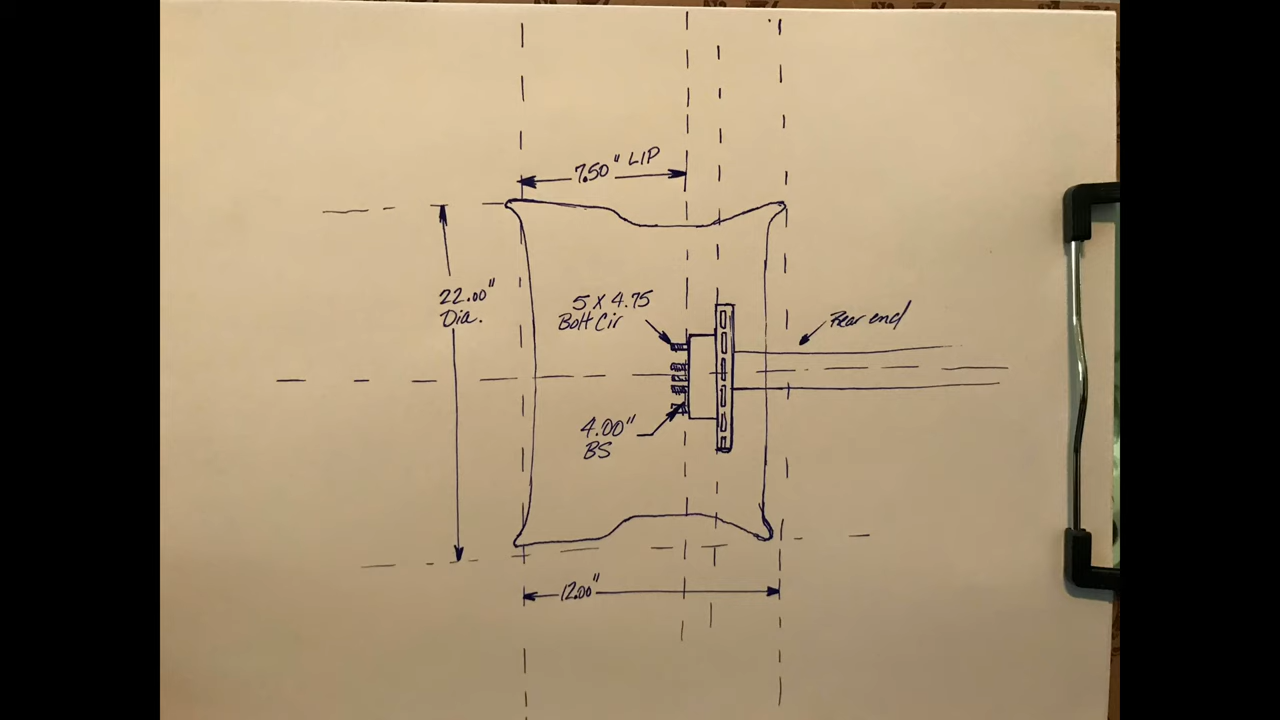 7.50" LIP
22.00"
Dia.
5 X 4.75
Bolt Cir
Rear end
4.00"
BS
12.00"